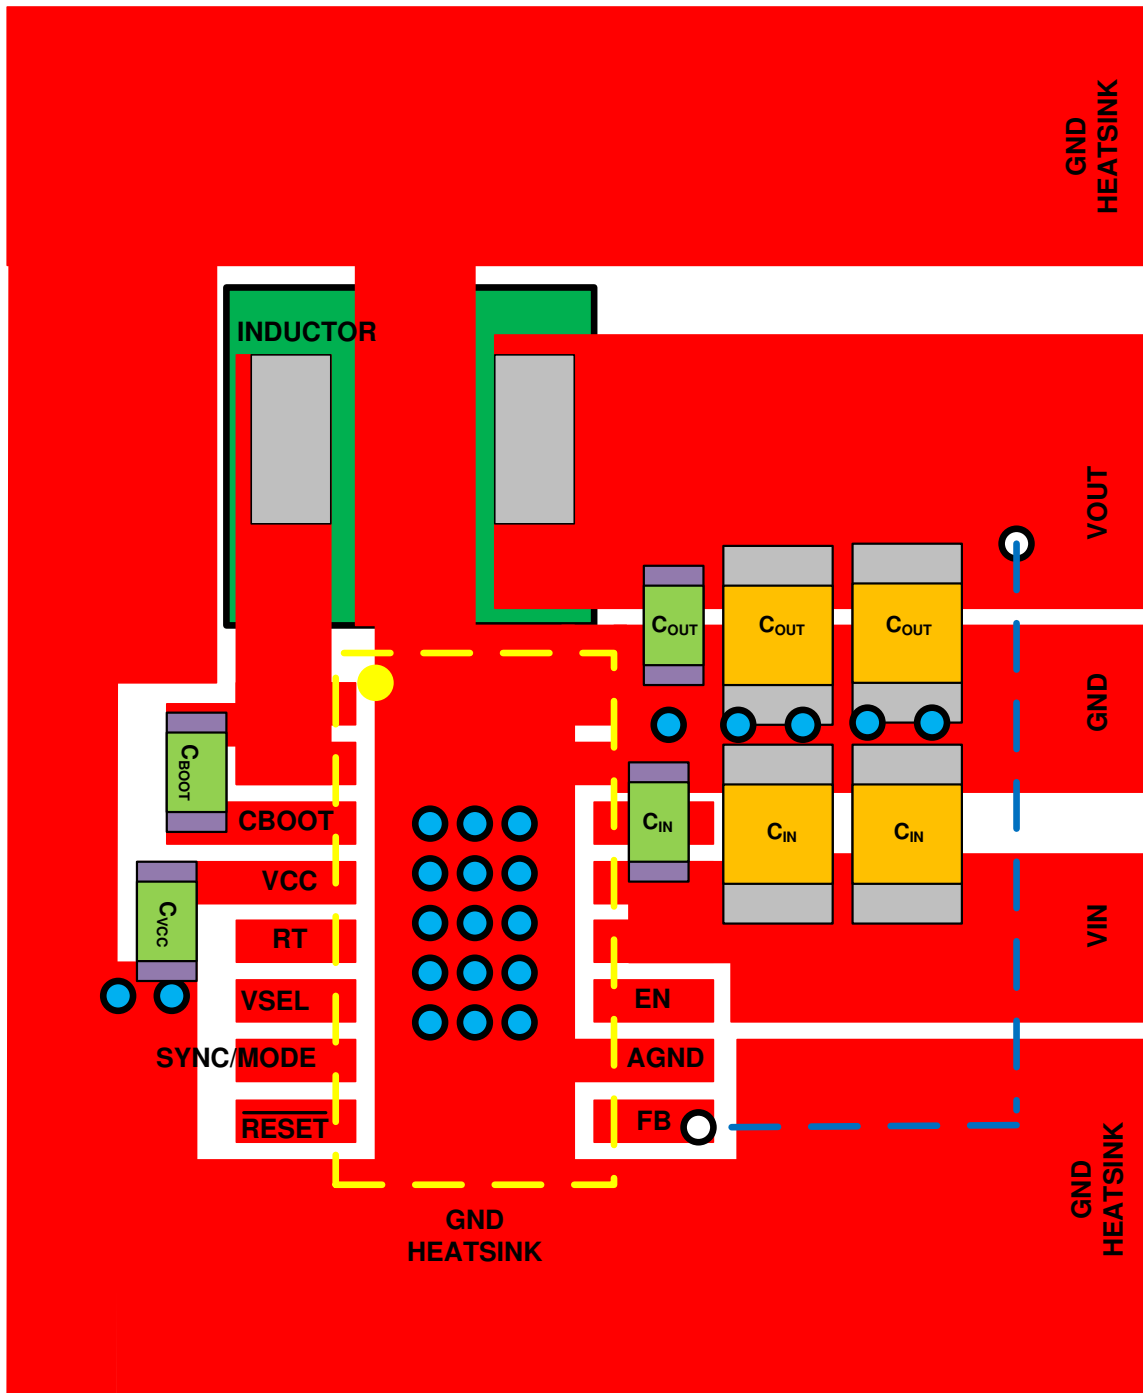 GND
HEATSINK
INDUCTOR
VOUT
COUT
COUT
COUT
GND
CBOOT
CBOOT
CIN
CIN
CIN
VCC
CVCC
VIN
RT
VSEL
EN
SYNC/MODE
AGND
RESET
FB
GND
HEATSINK
GND
HEATSINK